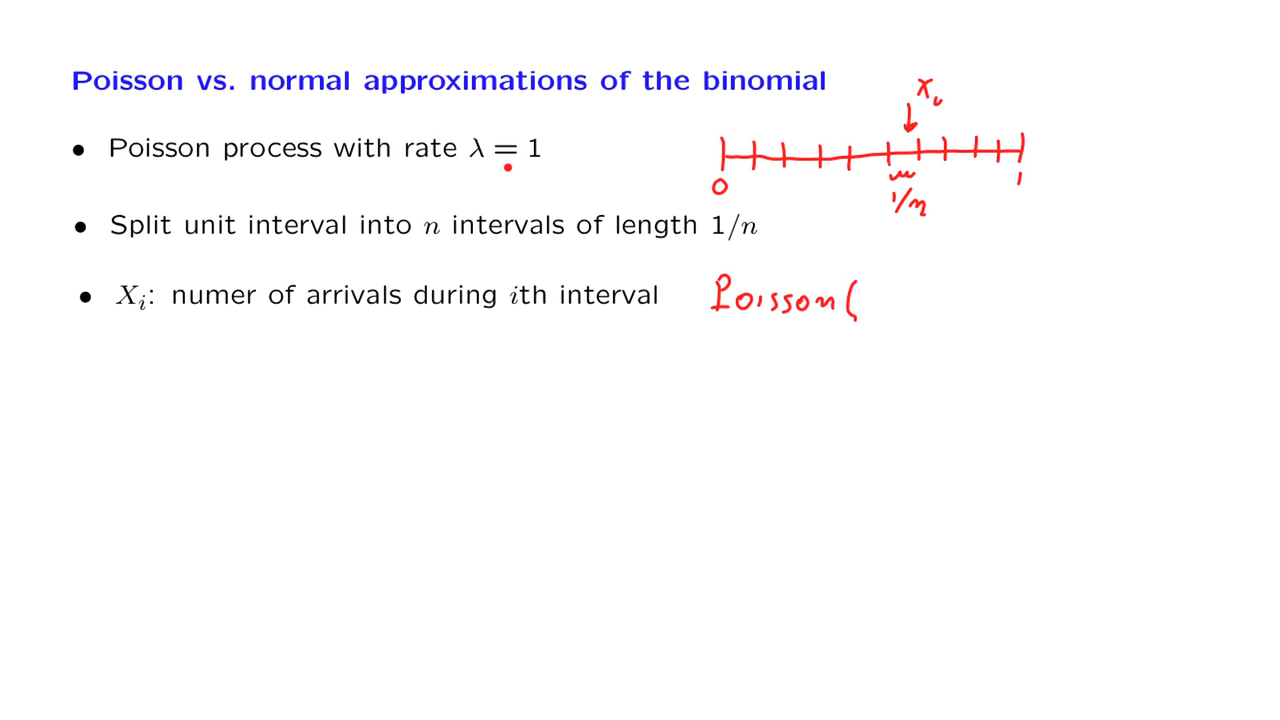 Poisson vs. normal approximations of the binomial
X_i
• Poisson process with rate λ = 1
0 1
1/n
• Split unit interval into n intervals of length 1/n
• X_i: numer of arrivals during ith interval Poisson(